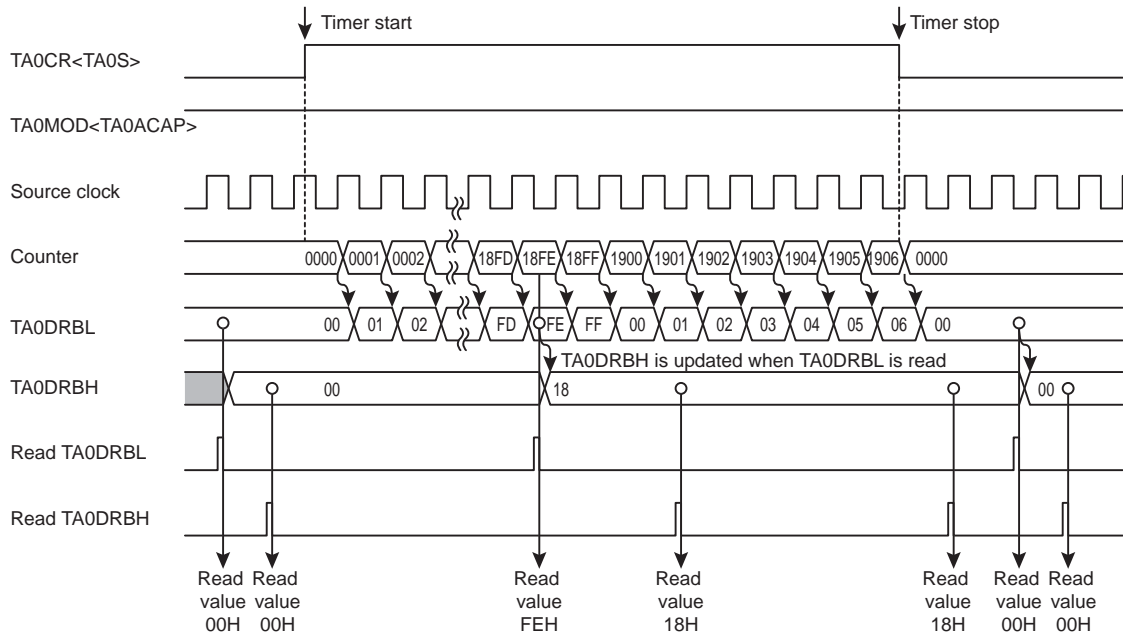 Timer start
Timer stop
TA0CR<TA0S>
TA0MOD<TA0ACAP>
Source clock
Counter
0000 0001 0002 18FD 18FE 18FF 1900 1901 1902 1903 1904 1905 1906 0000
TA0DRBL
00 01 02 FD FE FF 00 01 02 03 04 05 06 00
TA0DRBH is updated when TA0DRBL is read
TA0DRBH
00 18 00
Read TA0DRBL
Read TA0DRBH
Read value 00H
Read value 00H
Read value FEH
Read value 18H
Read value 18H
Read value 00H
Read value 00H